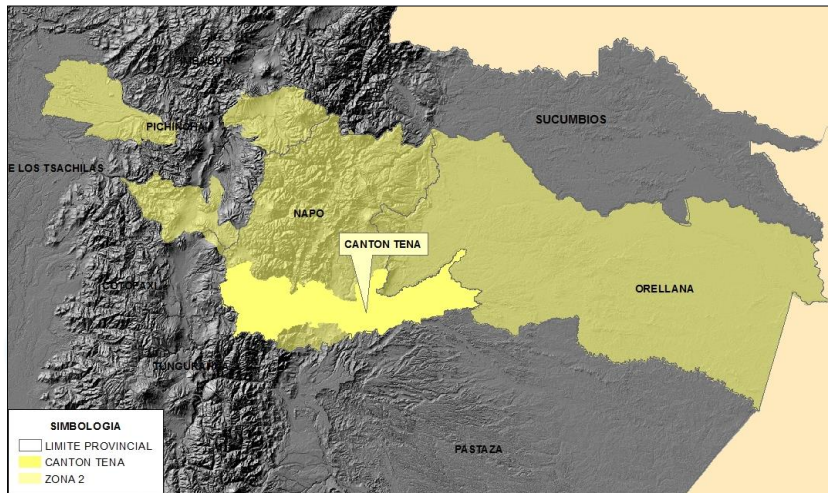 IMBABURA
SUCUMBIOS
PICHINCHA
E LOS TSACHILAS
NAPO
CANTON TENA
COTOPAXI
ORELLANA
TUNGURAHUA
PASTAZA
SIMBOLOGIA
LIMITE PROVINCIAL
CANTON TENA
ZONA 2